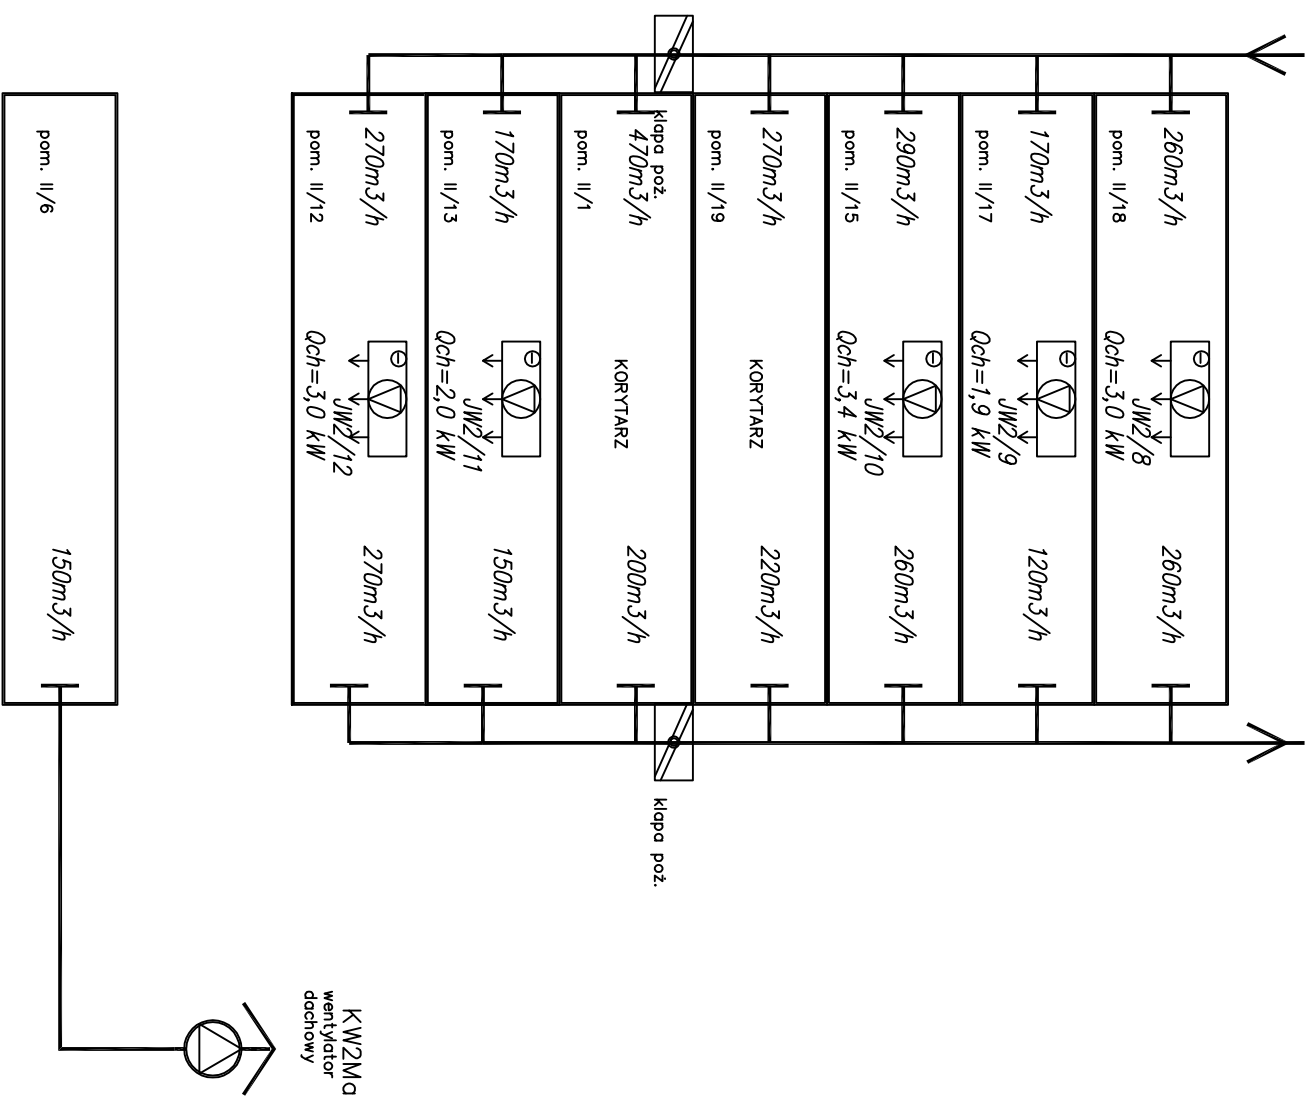 klapa poż.
260m3/h
pom. II/18
JW2/8
Qch=3,0 kW
260m3/h
170m3/h
pom. II/17
JW2/9
Qch=1,9 kW
120m3/h
290m3/h
pom. II/15
JW2/10
Qch=3,4 kW
260m3/h
270m3/h
pom. II/19
KORYTARZ
220m3/h
470m3/h
pom. II/1
KORYTARZ
200m3/h
170m3/h
pom. II/13
JW2/11
Qch=2,0 kW
150m3/h
270m3/h
pom. II/12
JW2/12
Qch=3,0 kW
270m3/h
klapa poż.
pom. II/6
150m3/h
KW2Ma
wentylator
dachowy